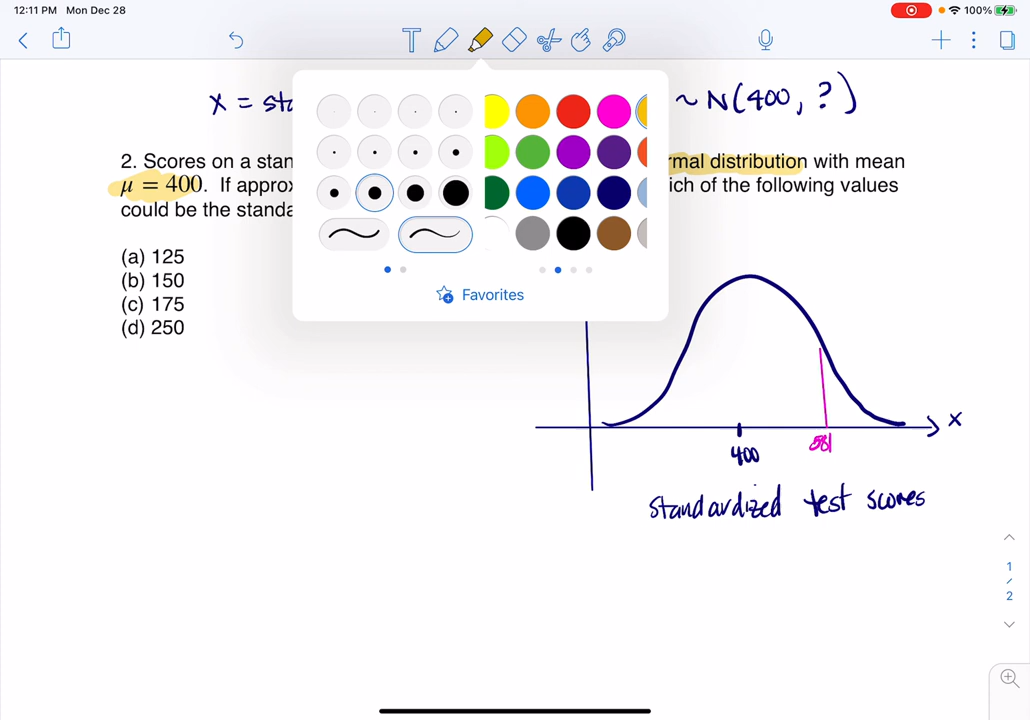 12:11 PM Mon Dec 28
100%
T
X = sta
~ N(400, ?)
2. Scores on a stan
rmal distribution with mean
μ = 400. If approx
ich of the following values
could be the standa
(a) 125
(b) 150
(c) 175
(d) 250
Favorites
X
400
581
standardized test scores
1
/
2